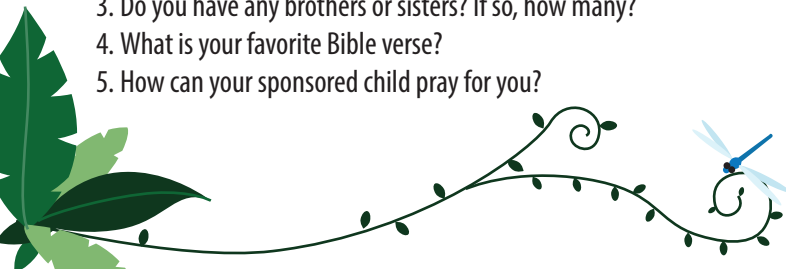 3. Do you have any brothers or sisters? If so, how many?
4. What is your favorite Bible verse?
5. How can your sponsored child pray for you?